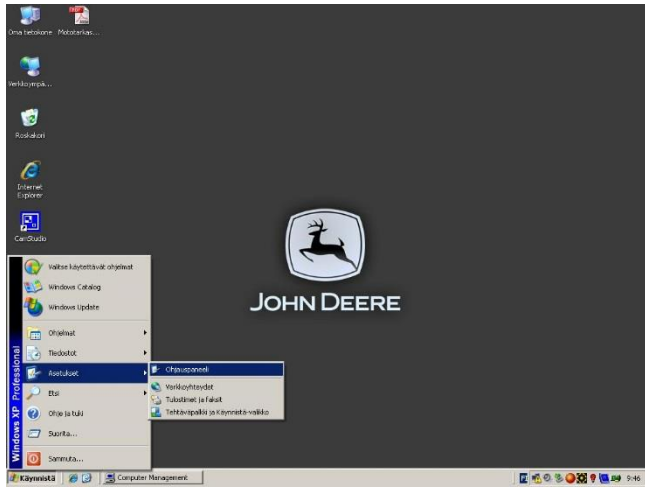 Oma tietokone
Mototarkas...
Verkkoympä...
Roskakori
Internet
Explorer
CamStudio
JOHN DEERE
Windows XP Professional
Valitse käytettävät ohjelmat
Windows Catalog
Windows Update
Ohjelmat
Tiedostot
Asetukset
Etsi
Ohje ja tuki
Suorita...
Sammuta...
Ohjauspaneeli
Verkkoyhteydet
Tulostimet ja faksit
Tehtäväpalkki ja Käynnistä-valikko
Käynnistä
Computer Management
9:46